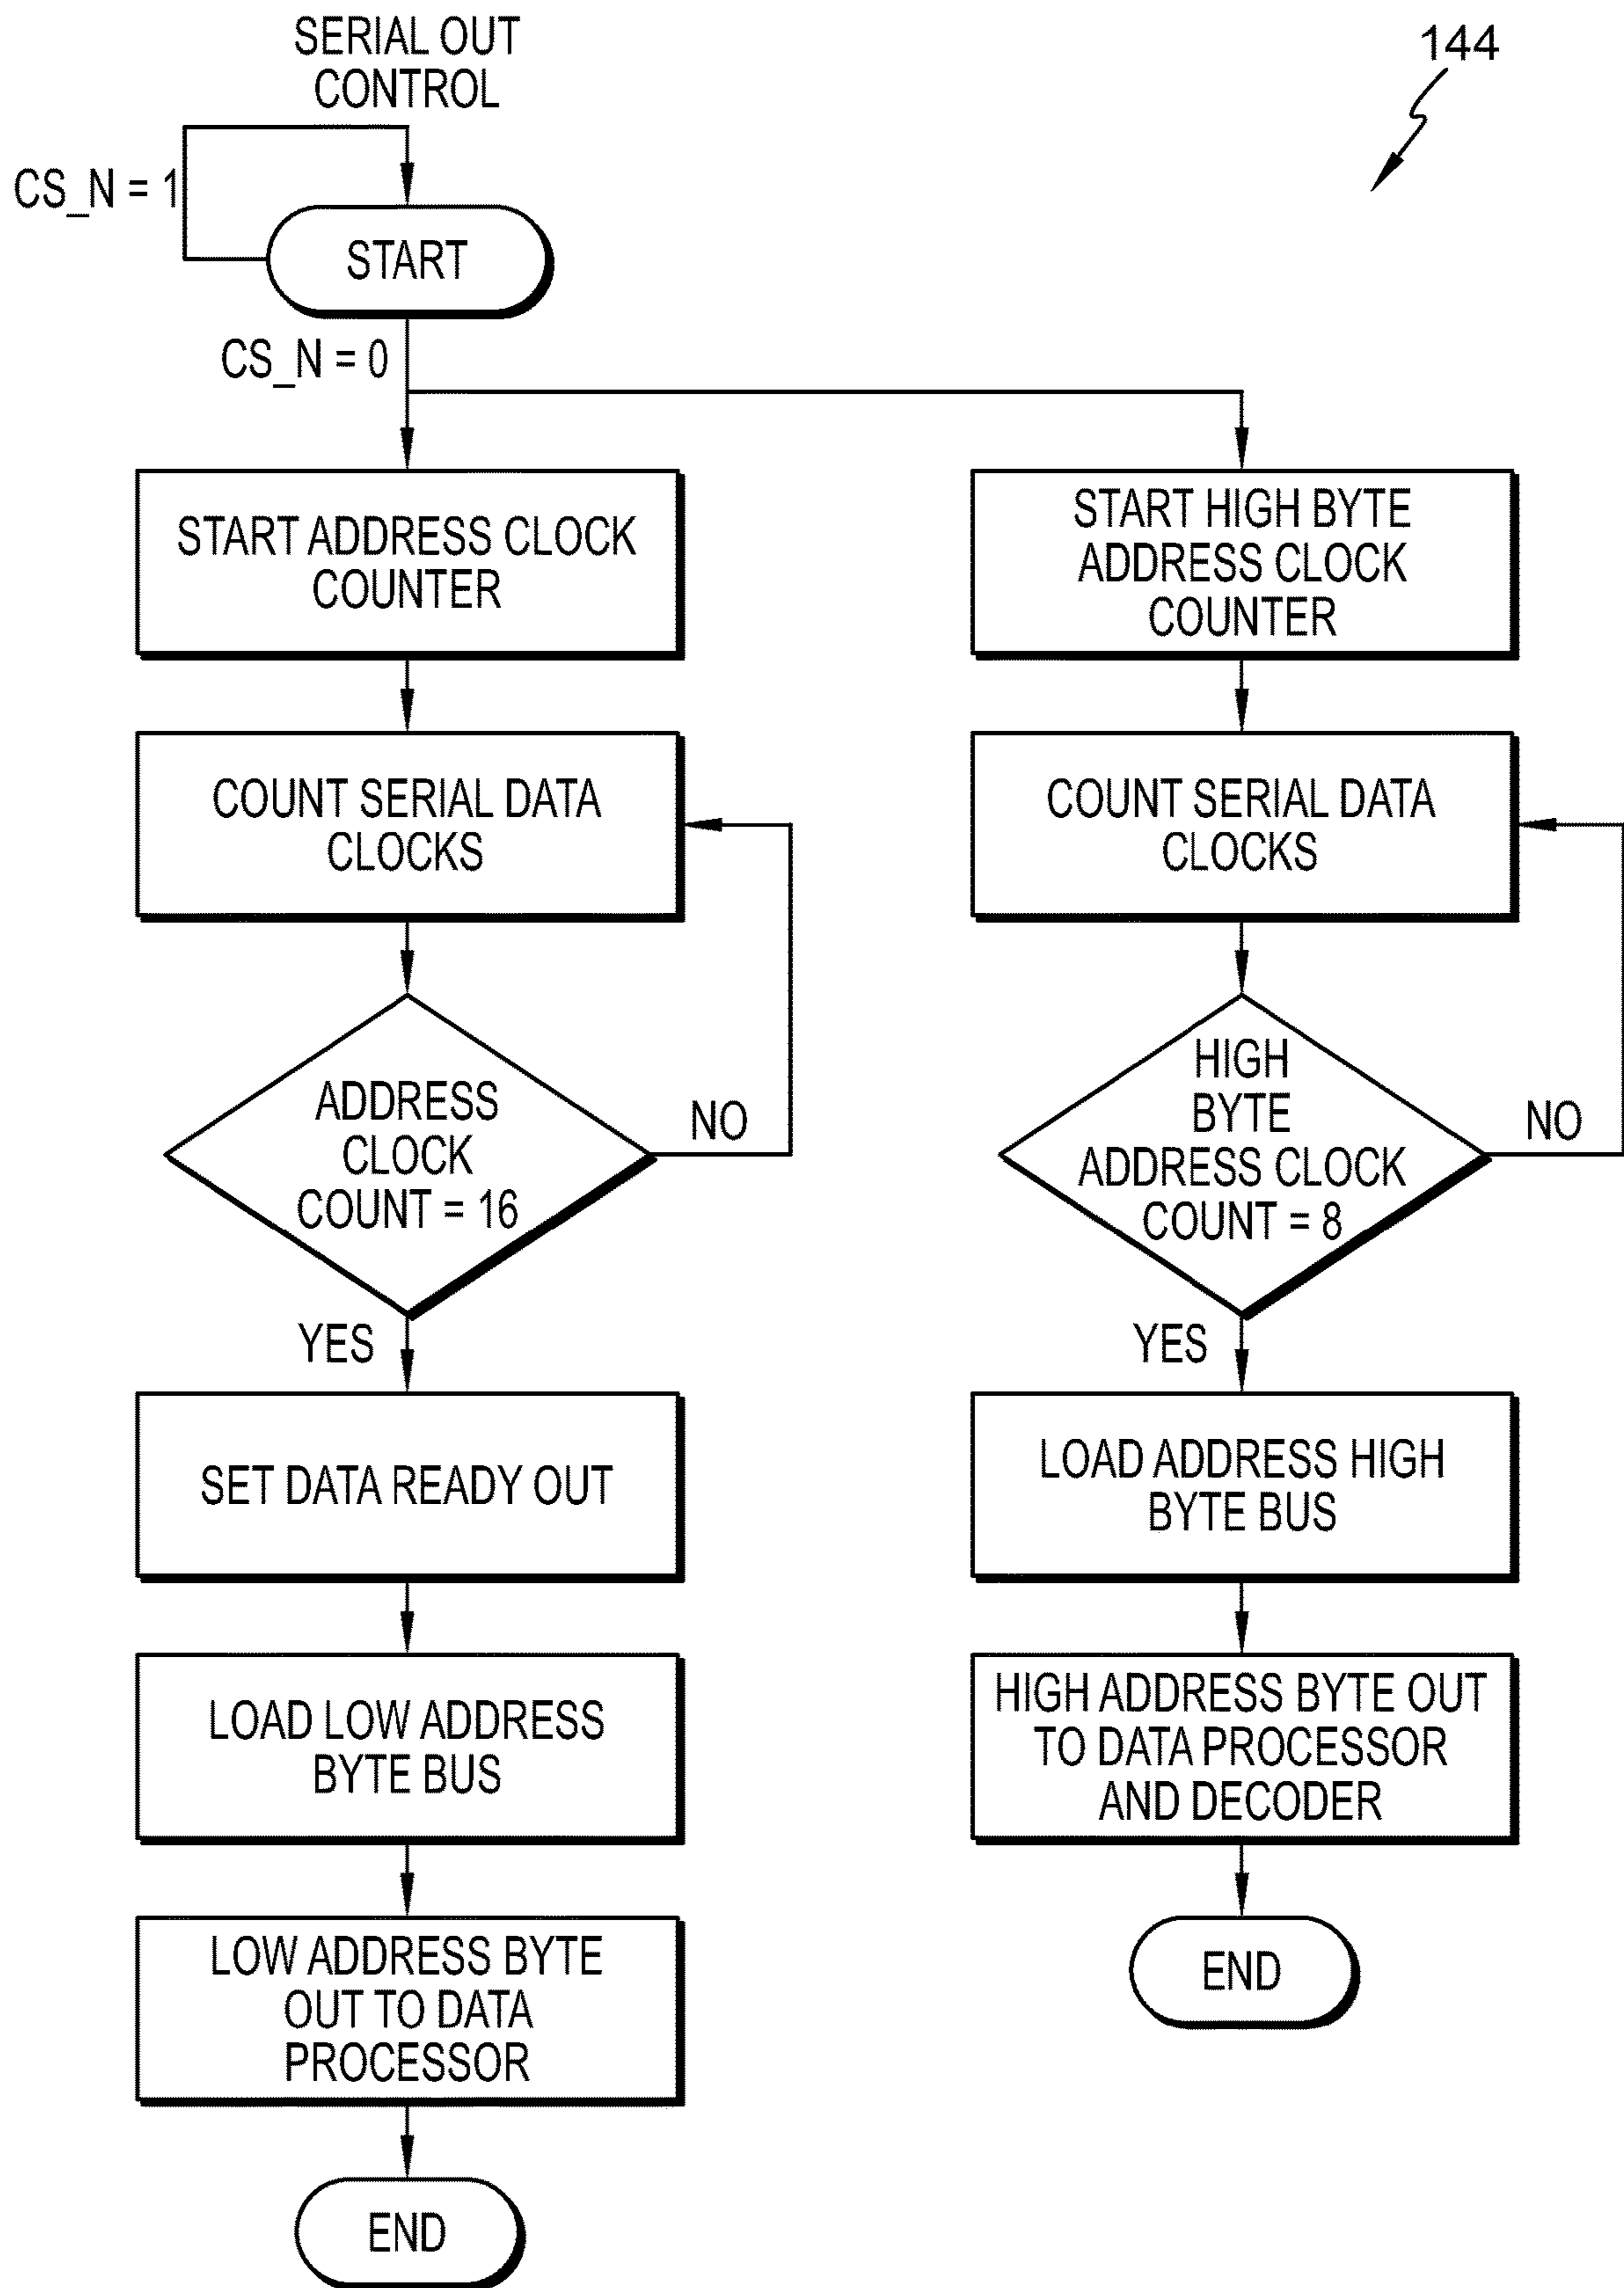 SERIAL OUT
CONTROL
144
CS_N = 1
START
CS_N = 0
START ADDRESS CLOCK
COUNTER
COUNT SERIAL DATA
CLOCKS
ADDRESS
CLOCK
COUNT = 16
NO
YES
SET DATA READY OUT
LOAD LOW ADDRESS
BYTE BUS
LOW ADDRESS BYTE
OUT TO DATA
PROCESSOR
END
START HIGH BYTE
ADDRESS CLOCK
COUNTER
COUNT SERIAL DATA
CLOCKS
HIGH
BYTE
ADDRESS CLOCK
COUNT = 8
NO
YES
LOAD ADDRESS HIGH
BYTE BUS
HIGH ADDRESS BYTE OUT
TO DATA PROCESSOR
AND DECODER
END